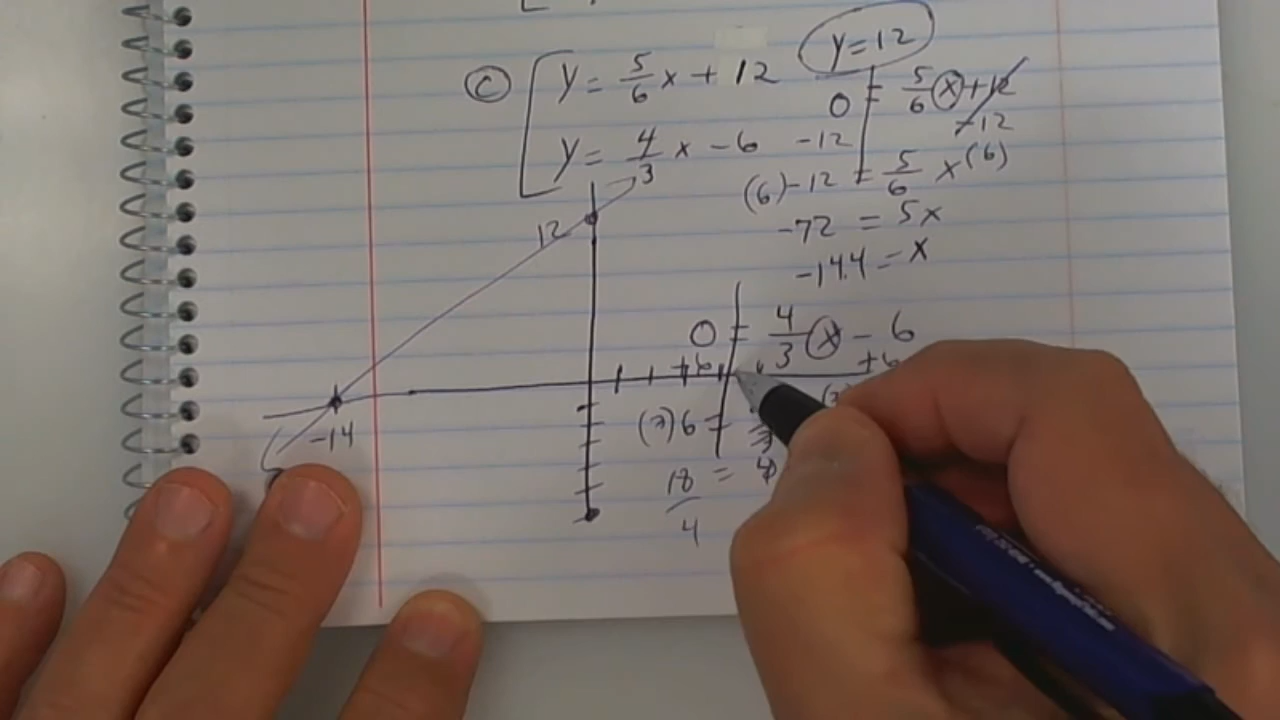 y = 12
Ⓒ y = 5/6 x + 12
0 = 5/6 x + 12
-12 -12
y = 4/3 x - 6
(6) -12 = 5/6 x (6)
-72 = 5x
-14.4 = x
12
0 = 4/3 x - 6
+6 +6
-14
(3) 6 =
18/4 = 4